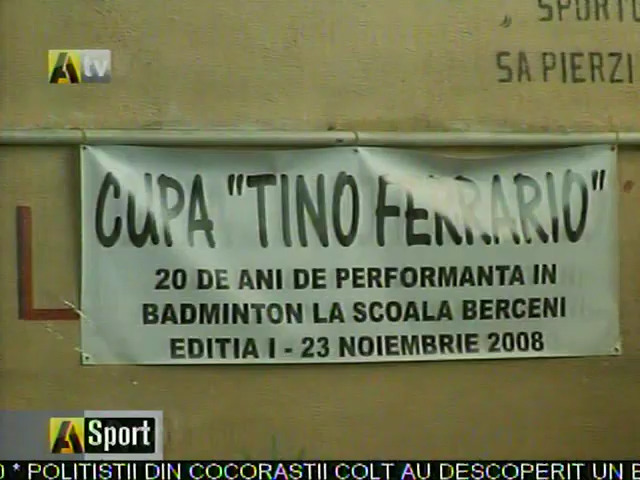 „ SPORTU
SA PIERZI
A tv
CUPA "TINO FERRARIO"
20 DE ANI DE PERFORMANTA IN
BADMINTON LA SCOALA BERCENI
EDITIA I - 23 NOIEMBRIE 2008
L
A Sport
0 * POLITISTII DIN COCORASTII COLT AU DESCOPERIT UN